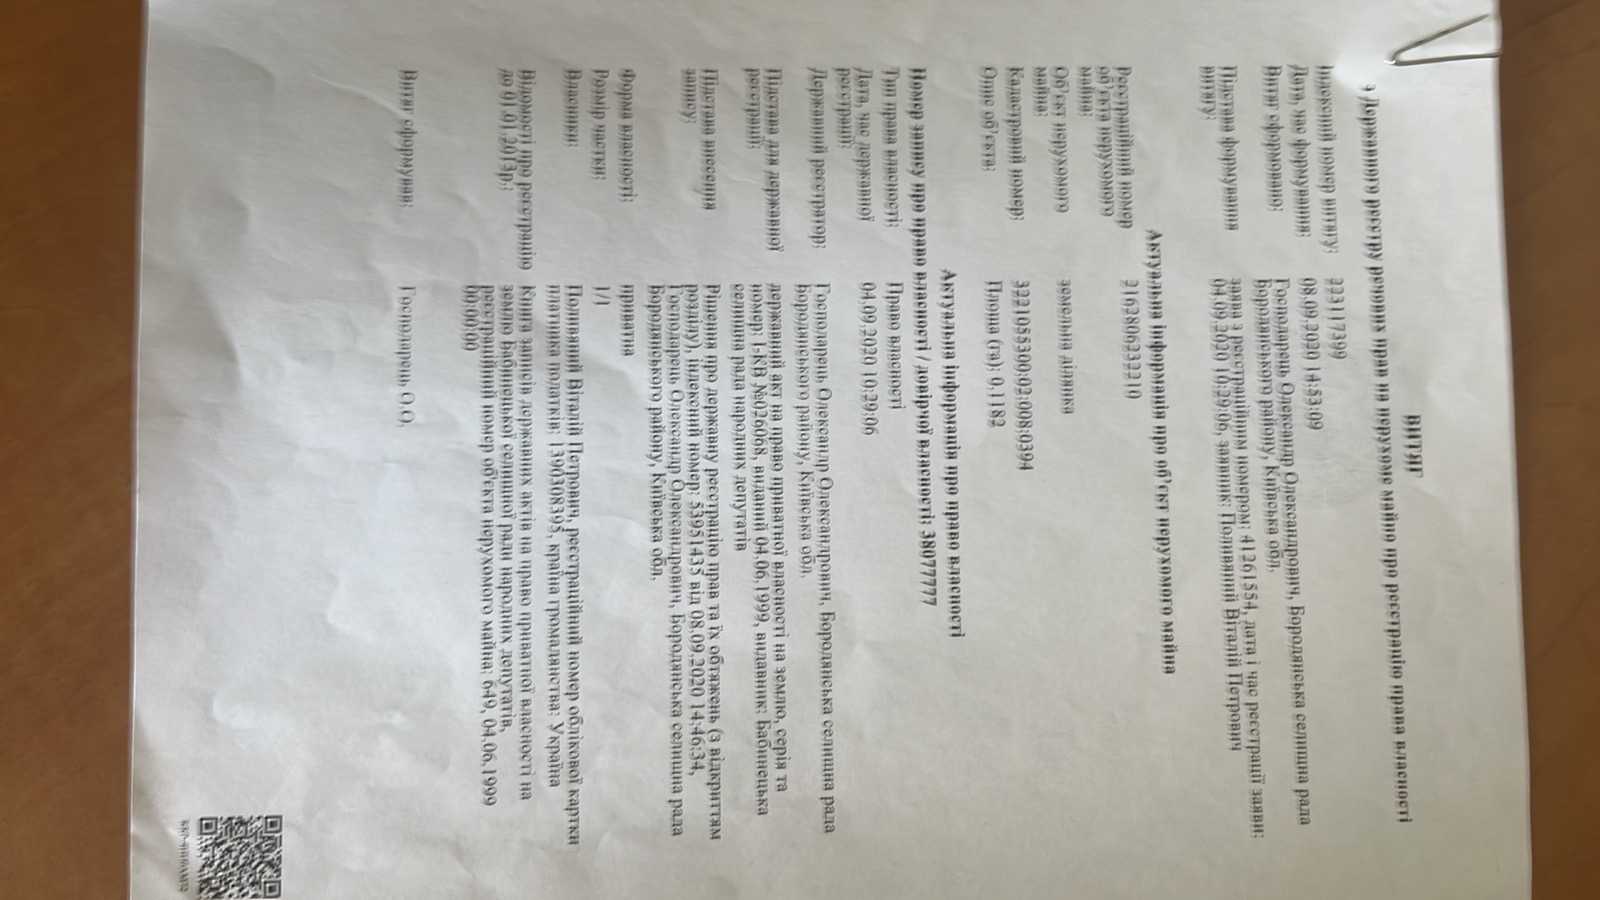 ВИТЯГ
з Державного реєстру речових прав на нерухоме майно про реєстрацію права власності
Індексний номер витягу: 223117399
Дата, час формування: 08.09.2020 14:53:09
Витяг сформовано: Господарець Олександр Олександрович, Бородянська селищна рада
Бородянського району, Київська обл.
Підстава формування заява з реєстраційним номером: 41261554, дата і час реєстрації заяви:
витягу: 04.09.2020 10:29:06, заявник: Поливяний Віталій Петрович
Актуальна інформація про об'єкт нерухомого майна
Реєстраційний номер 2162806232210
об'єкта нерухомого
майна:
Об'єкт нерухомого земельна ділянка
майна:
Кадастровий номер: 3221055300:02:008:0394
Опис об'єкта: Площа (га): 0,1182
Актуальна інформація про право власності
Номер запису про право власності / довірчої власності: 38077777
Тип права власності: Право власності
Дата, час державної 04.09.2020 10:29:06
реєстрації:
Державний реєстратор: Господарець Олександр Олександрович, Бородянська селищна рада
Бородянського району, Київська обл.
Підстава для державної державний акт на право приватної власності на землю, серія та
реєстрації: номер: І-КВ №026068, виданий 04.06.1999, видавник: Бабинецька
селищна рада народних депутатів
Підстава внесення Рішення про державну реєстрацію прав та їх обтяжень (з відкриттям
запису: розділу), індексний номер: 53951435 від 08.09.2020 14:46:34,
Господарець Олександр Олександрович, Бородянська селищна рада
Бородянського району, Київська обл.
Форма власності: приватна
Розмір частки: 1/1
Власники: Поливяний Віталій Петрович, реєстраційний номер облікової картки
платника податків: 1390308395, країна громадянства: Україна
Відомості про реєстрацію Книга записів державних актів на право приватної власності на
до 01.01.2013р.: землю Бабинецької селищної ради народних депутатів,
реєстраційний номер об'єкта нерухомого майна: 649, 04.06.1999
00:00:00
Витяг сформував: Господарець О.О.